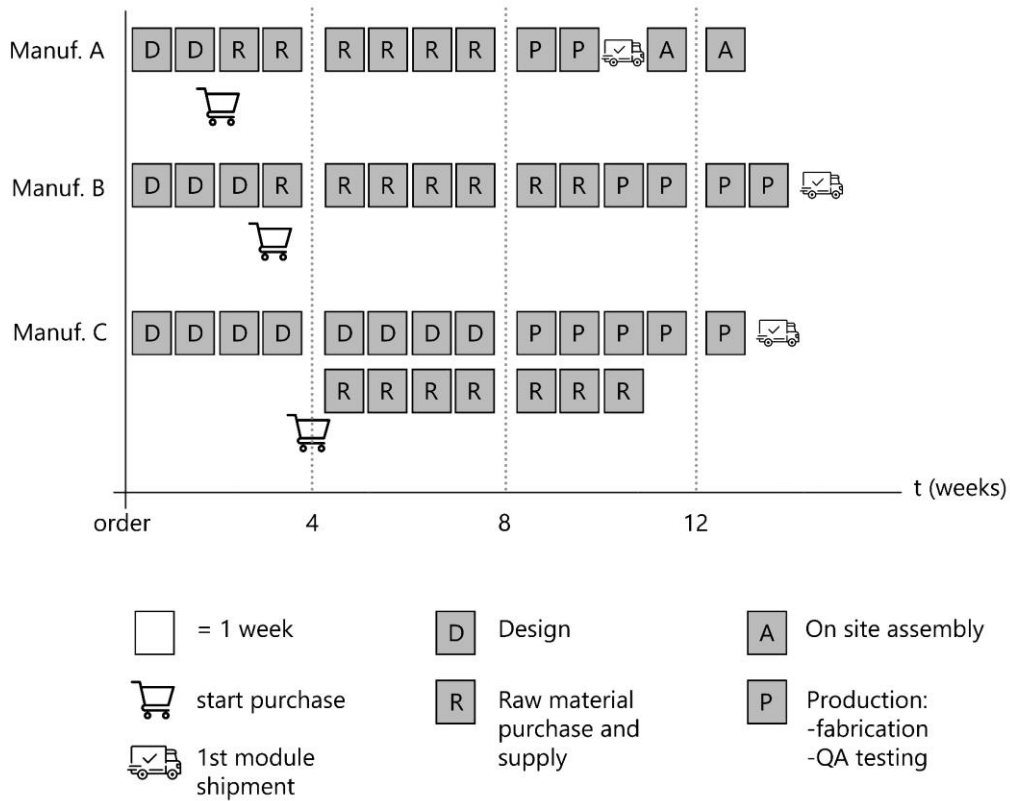 Manuf. A D D R R R R R R P P A A
Manuf. B D D D R R R R R R R P P P P
Manuf. C D D D D D D D D P P P P P
R R R R R R R
t (weeks)
order 4 8 12
= 1 week D Design A On site assembly
start purchase R Raw material P Production:
purchase and -fabrication
supply -QA testing
1st module
shipment